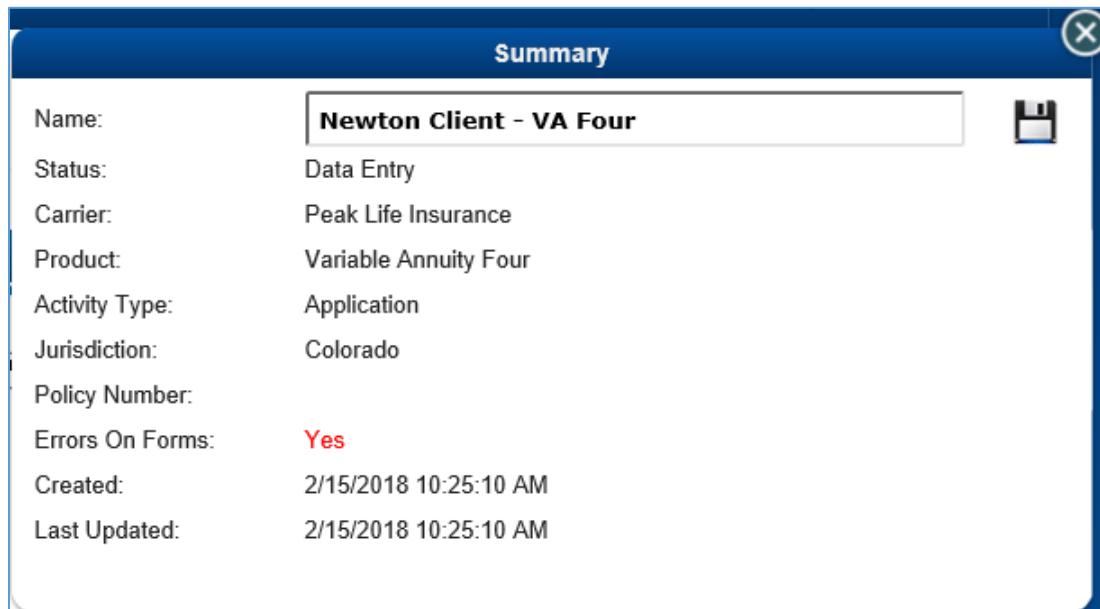 Summary
Name: Newton Client - VA Four
Status: Data Entry
Carrier: Peak Life Insurance
Product: Variable Annuity Four
Activity Type: Application
Jurisdiction: Colorado
Policy Number:
Errors On Forms: Yes
Created: 2/15/2018 10:25:10 AM
Last Updated: 2/15/2018 10:25:10 AM